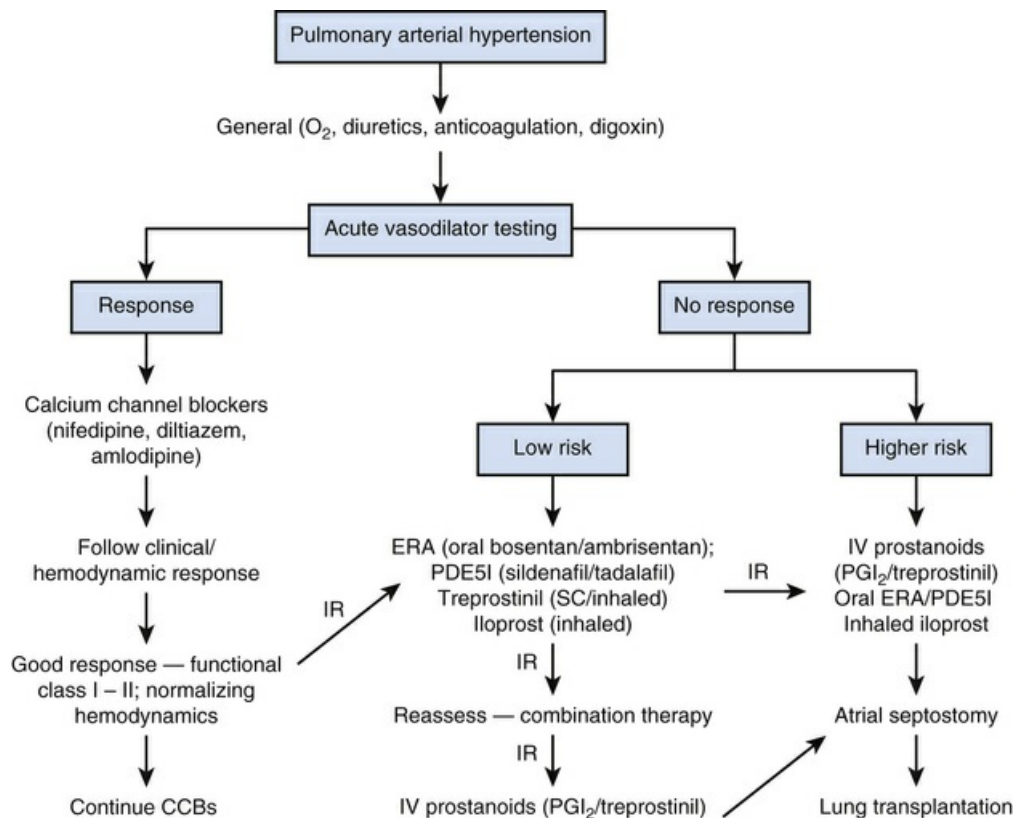 Pulmonary arterial hypertension
General (O₂, diuretics, anticoagulation, digoxin)
Acute vasodilator testing
Response
No response
Calcium channel blockers
(nifedipine, diltiazem,
amlodipine)
Low risk
Higher risk
Follow clinical/
hemodynamic response
IR
ERA (oral bosentan/ambrisentan);
PDE5I (sildenafil/tadalafil)
Treprostinil (SC/inhaled)
Iloprost (inhaled)
IR
IV prostanoids
(PGI₂/treprostinil)
Oral ERA/PDE5I
Inhaled iloprost
Good response — functional
class I – II; normalizing
hemodynamics
IR
Reassess — combination therapy
Atrial septostomy
IR
Continue CCBs
IV prostanoids (PGI₂/treprostinil)
Lung transplantation